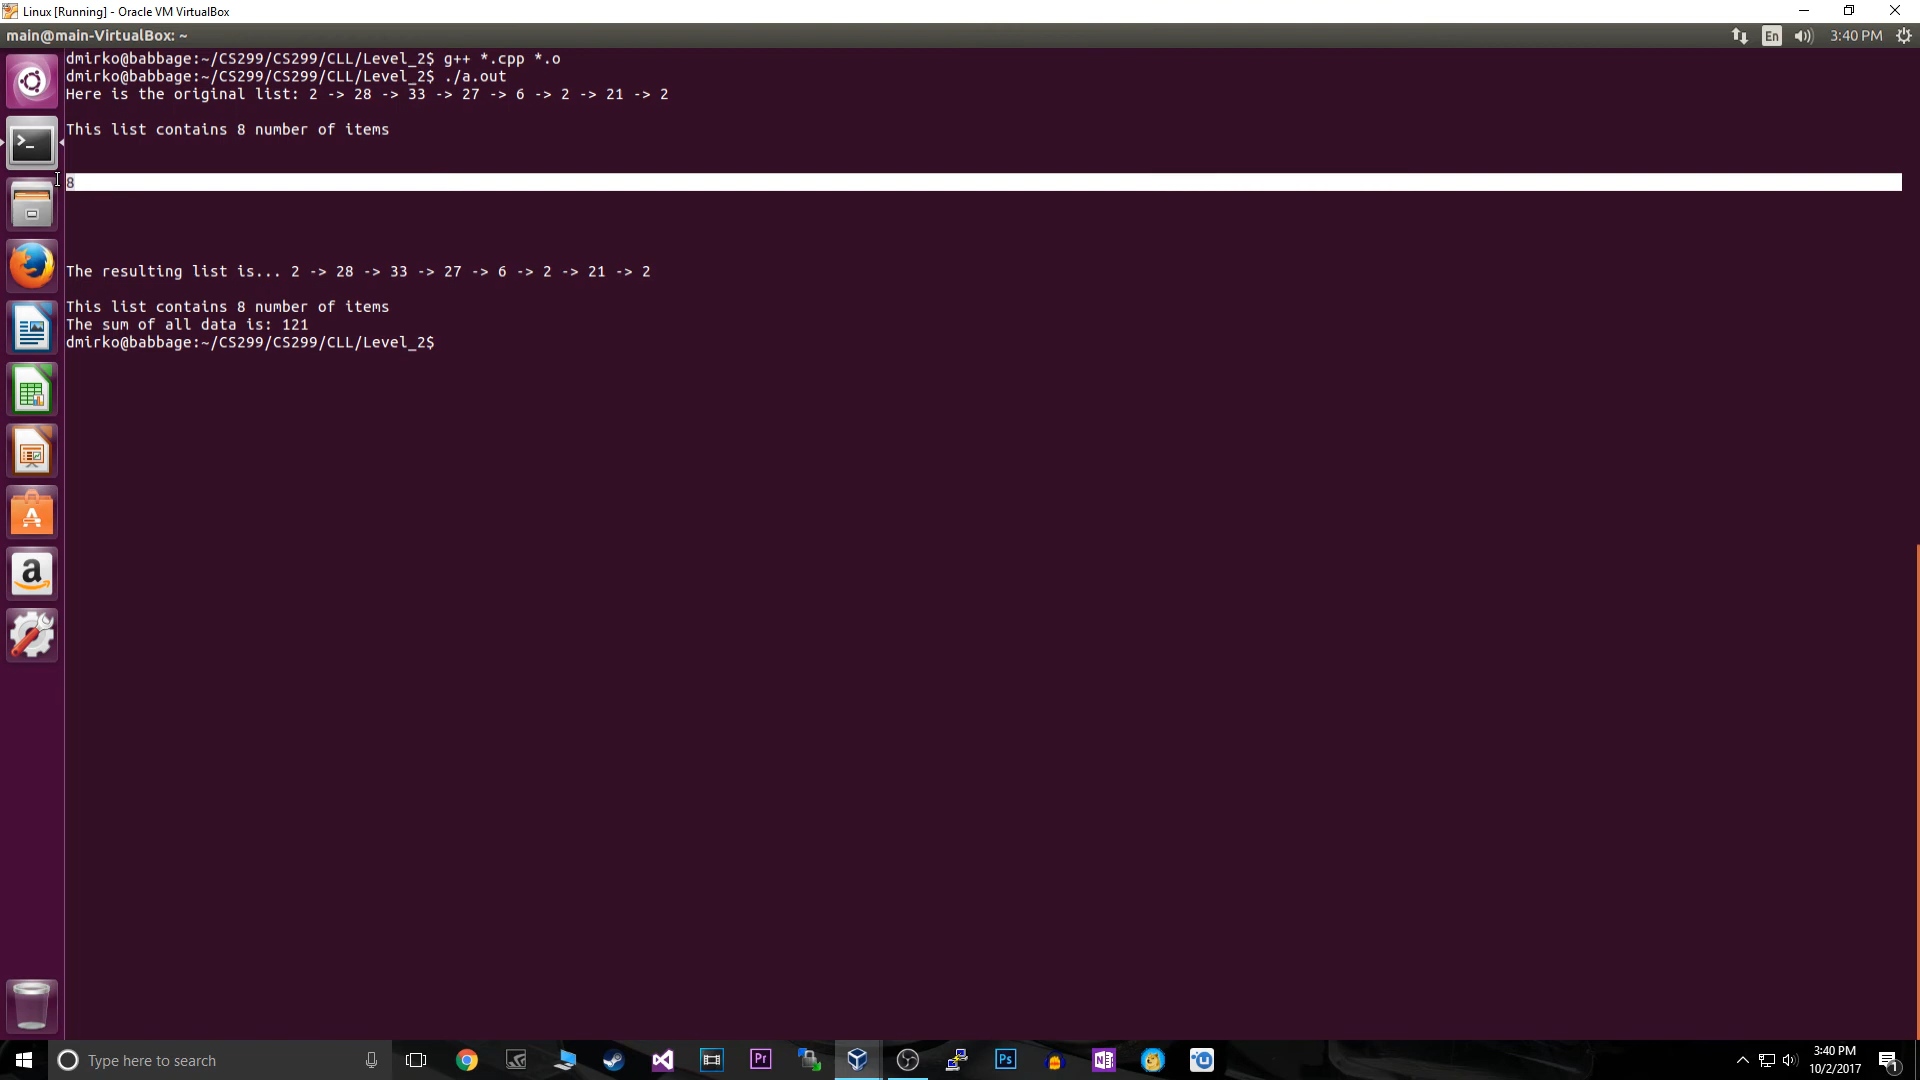 Linux [Running] - Oracle VM VirtualBox
main@main-VirtualBox: ~
En
3:40 PM
dmirko@babbage:~/CS299/CS299/CLL/Level_2$ g++ *.cpp *.o
dmirko@babbage:~/CS299/CS299/CLL/Level_2$ ./a.out
Here is the original list: 2 -> 28 -> 33 -> 27 -> 6 -> 2 -> 21 -> 2
This list contains 8 number of items
8
The resulting list is... 2 -> 28 -> 33 -> 27 -> 6 -> 2 -> 21 -> 2
This list contains 8 number of items
The sum of all data is: 121
dmirko@babbage:~/CS299/CS299/CLL/Level_2$
Type here to search
Pr
Ps
N
3:40 PM
10/2/2017
1